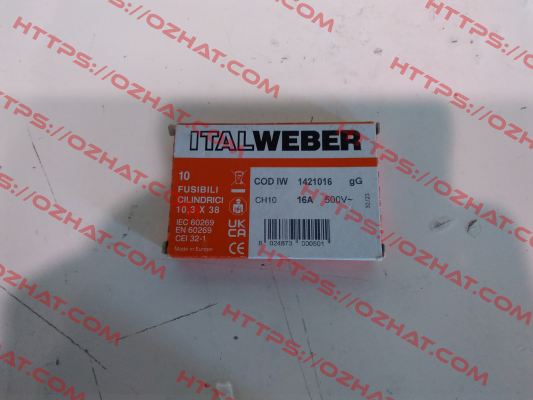 ITALWEBER
10
FUSIBILI
CILINDRICI
10,3 X 38
IEC 60269
EN 60269
CEI 32-1
Made in Europe
COD IW 1421016 gG
CH10 16A 500V~
UK
CA
CE
8 024873 000501
HTTPS://OZHAT.COM